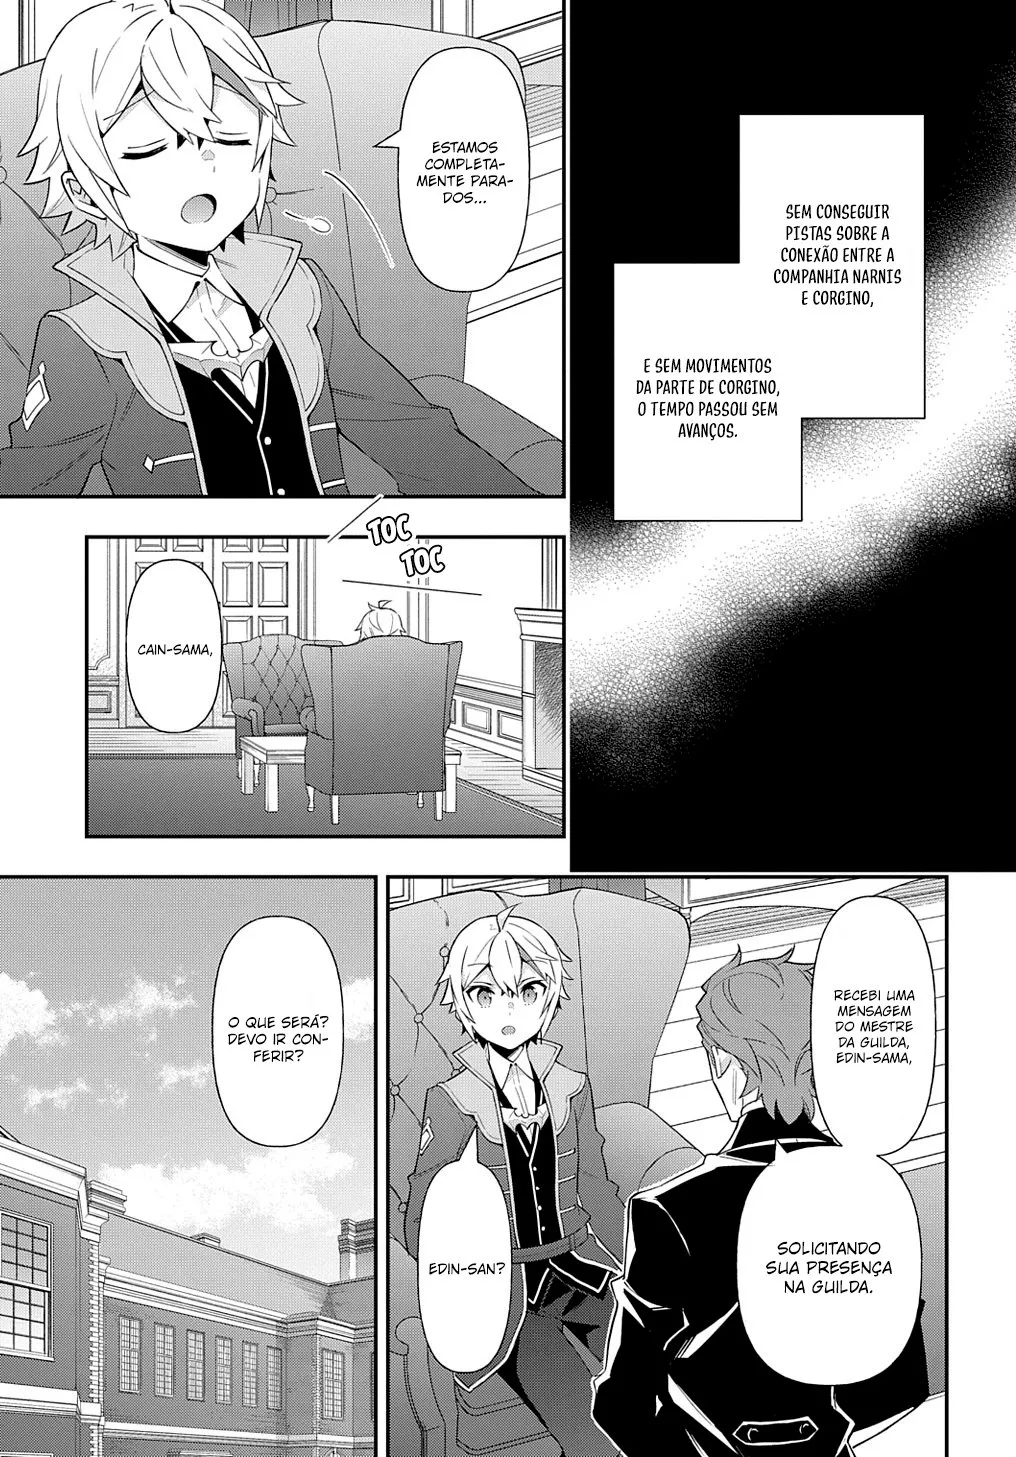 SEM CONSEGUIR
PISTAS SOBRE A
CONEXÃO ENTRE A
COMPANHIA NARNIS
E CORGINO,
E SEM MOVIMENTOS
DA PARTE DE CORGINO,
O TEMPO PASSOU SEM
AVANÇOS.
ESTAMOS
COMPLETA-
MENTE PARA-
DOS...
TOC
TOC
CAIN-SAMA,
RECEBI UMA
MENSAGEM
DO MESTRE
DA GUILDA,
EDIN-SAMA,
SOLICITANDO
SUA PRESENÇA
NA GUILDA.
EDIN-SAN?
O QUE SERÁ?
DEVO IR CON-
FERIR?